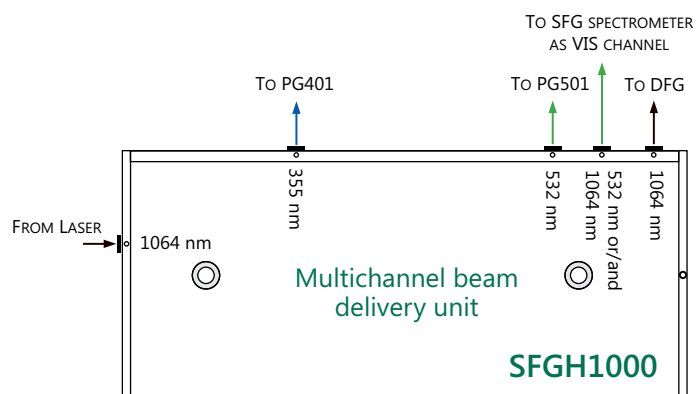 To SFG spectrometer
as VIS channel
To PG401
To PG501
To DFG
355 nm
532 nm
532 nm or/and
1064 nm
1064 nm
From Laser
1064 nm
Multichannel beam
delivery unit
SFGH1000